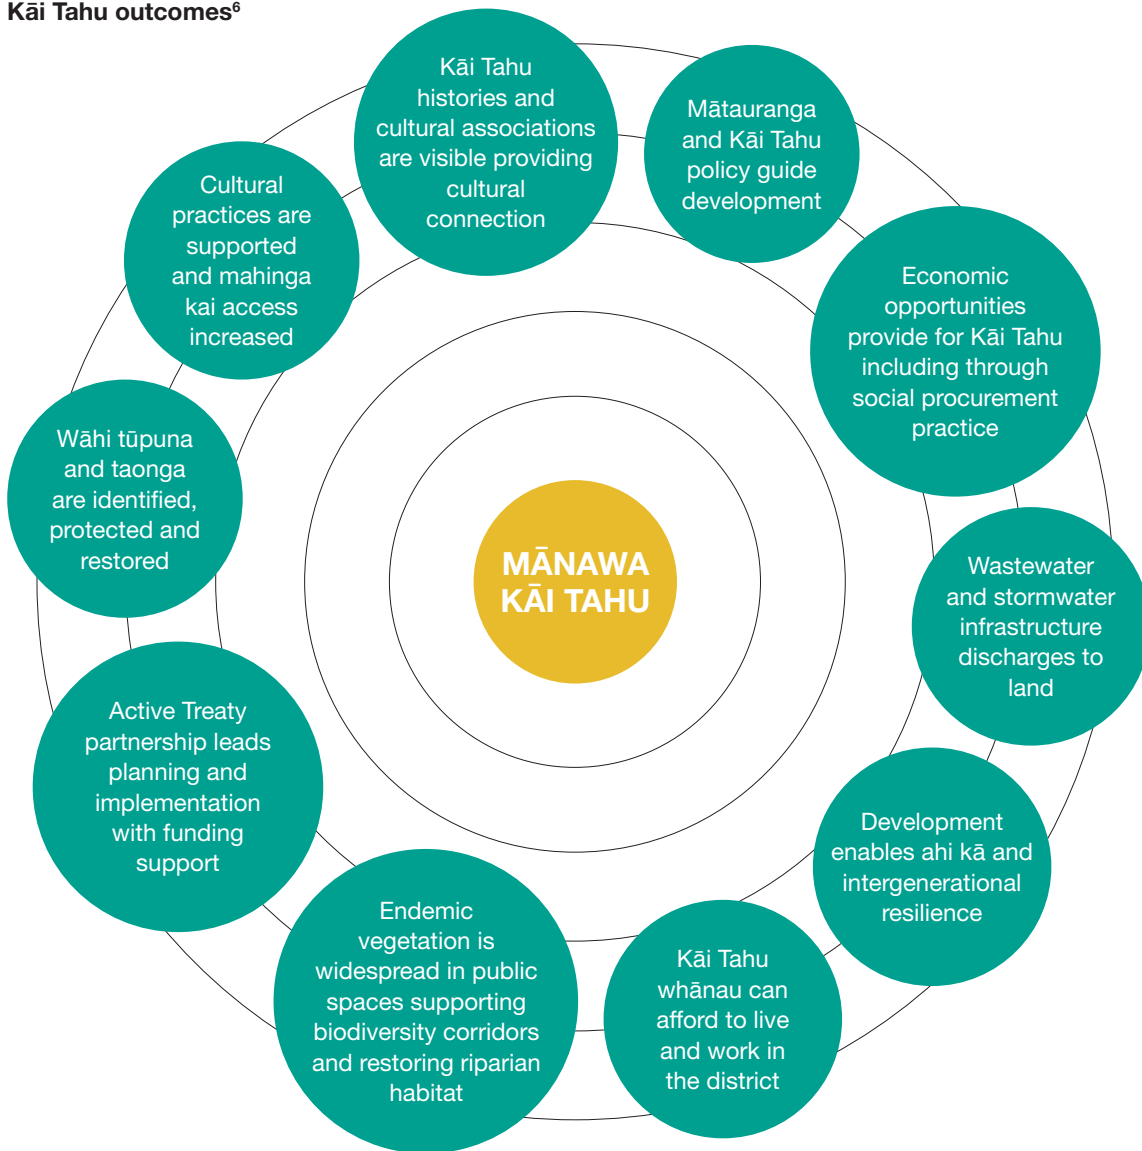 Kāi Tahu outcomes⁶
Kāi Tahu
histories and
cultural associations
are visible providing
cultural
connection
Mātauranga
and Kāi Tahu
policy guide
development
Economic
opportunities
provide for Kāi Tahu
including through
social procurement
practice
Wastewater
and stormwater
infrastructure
discharges to
land
Development
enables ahi kā and
intergenerational
resilience
Kāi Tahu
whānau can
afford to live
and work in
the district
Endemic
vegetation is
widespread in public
spaces supporting
biodiversity corridors
and restoring riparian
habitat
Active Treaty
partnership leads
planning and
implementation
with funding
support
Wāhi tūpuna
and taonga
are identified,
protected and
restored
Cultural
practices are
supported
and mahinga
kai access
increased
MĀNAWA
KĀI TAHU